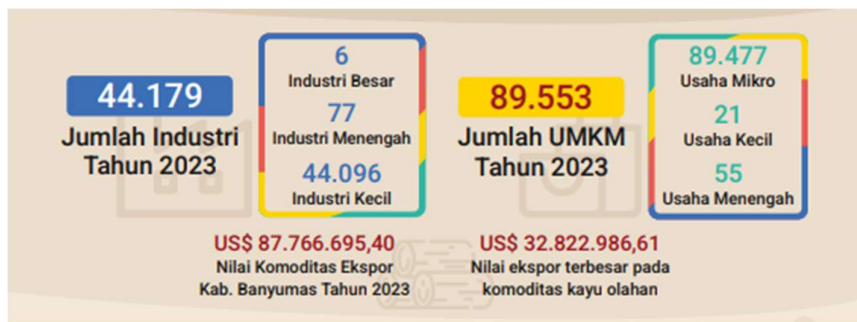 44.179
Jumlah Industri
Tahun 2023
6
Industri Besar
77
Industri Menengah
44.096
Industri Kecil
89.553
Jumlah UMKM
Tahun 2023
89.477
Usaha Mikro
21
Usaha Kecil
55
Usaha Menengah
US$ 87.766.695,40
Nilai Komoditas Ekspor
Kab. Banyumas Tahun 2023
US$ 32.822.986,61
Nilai ekspor terbesar pada
komoditas kayu olahan